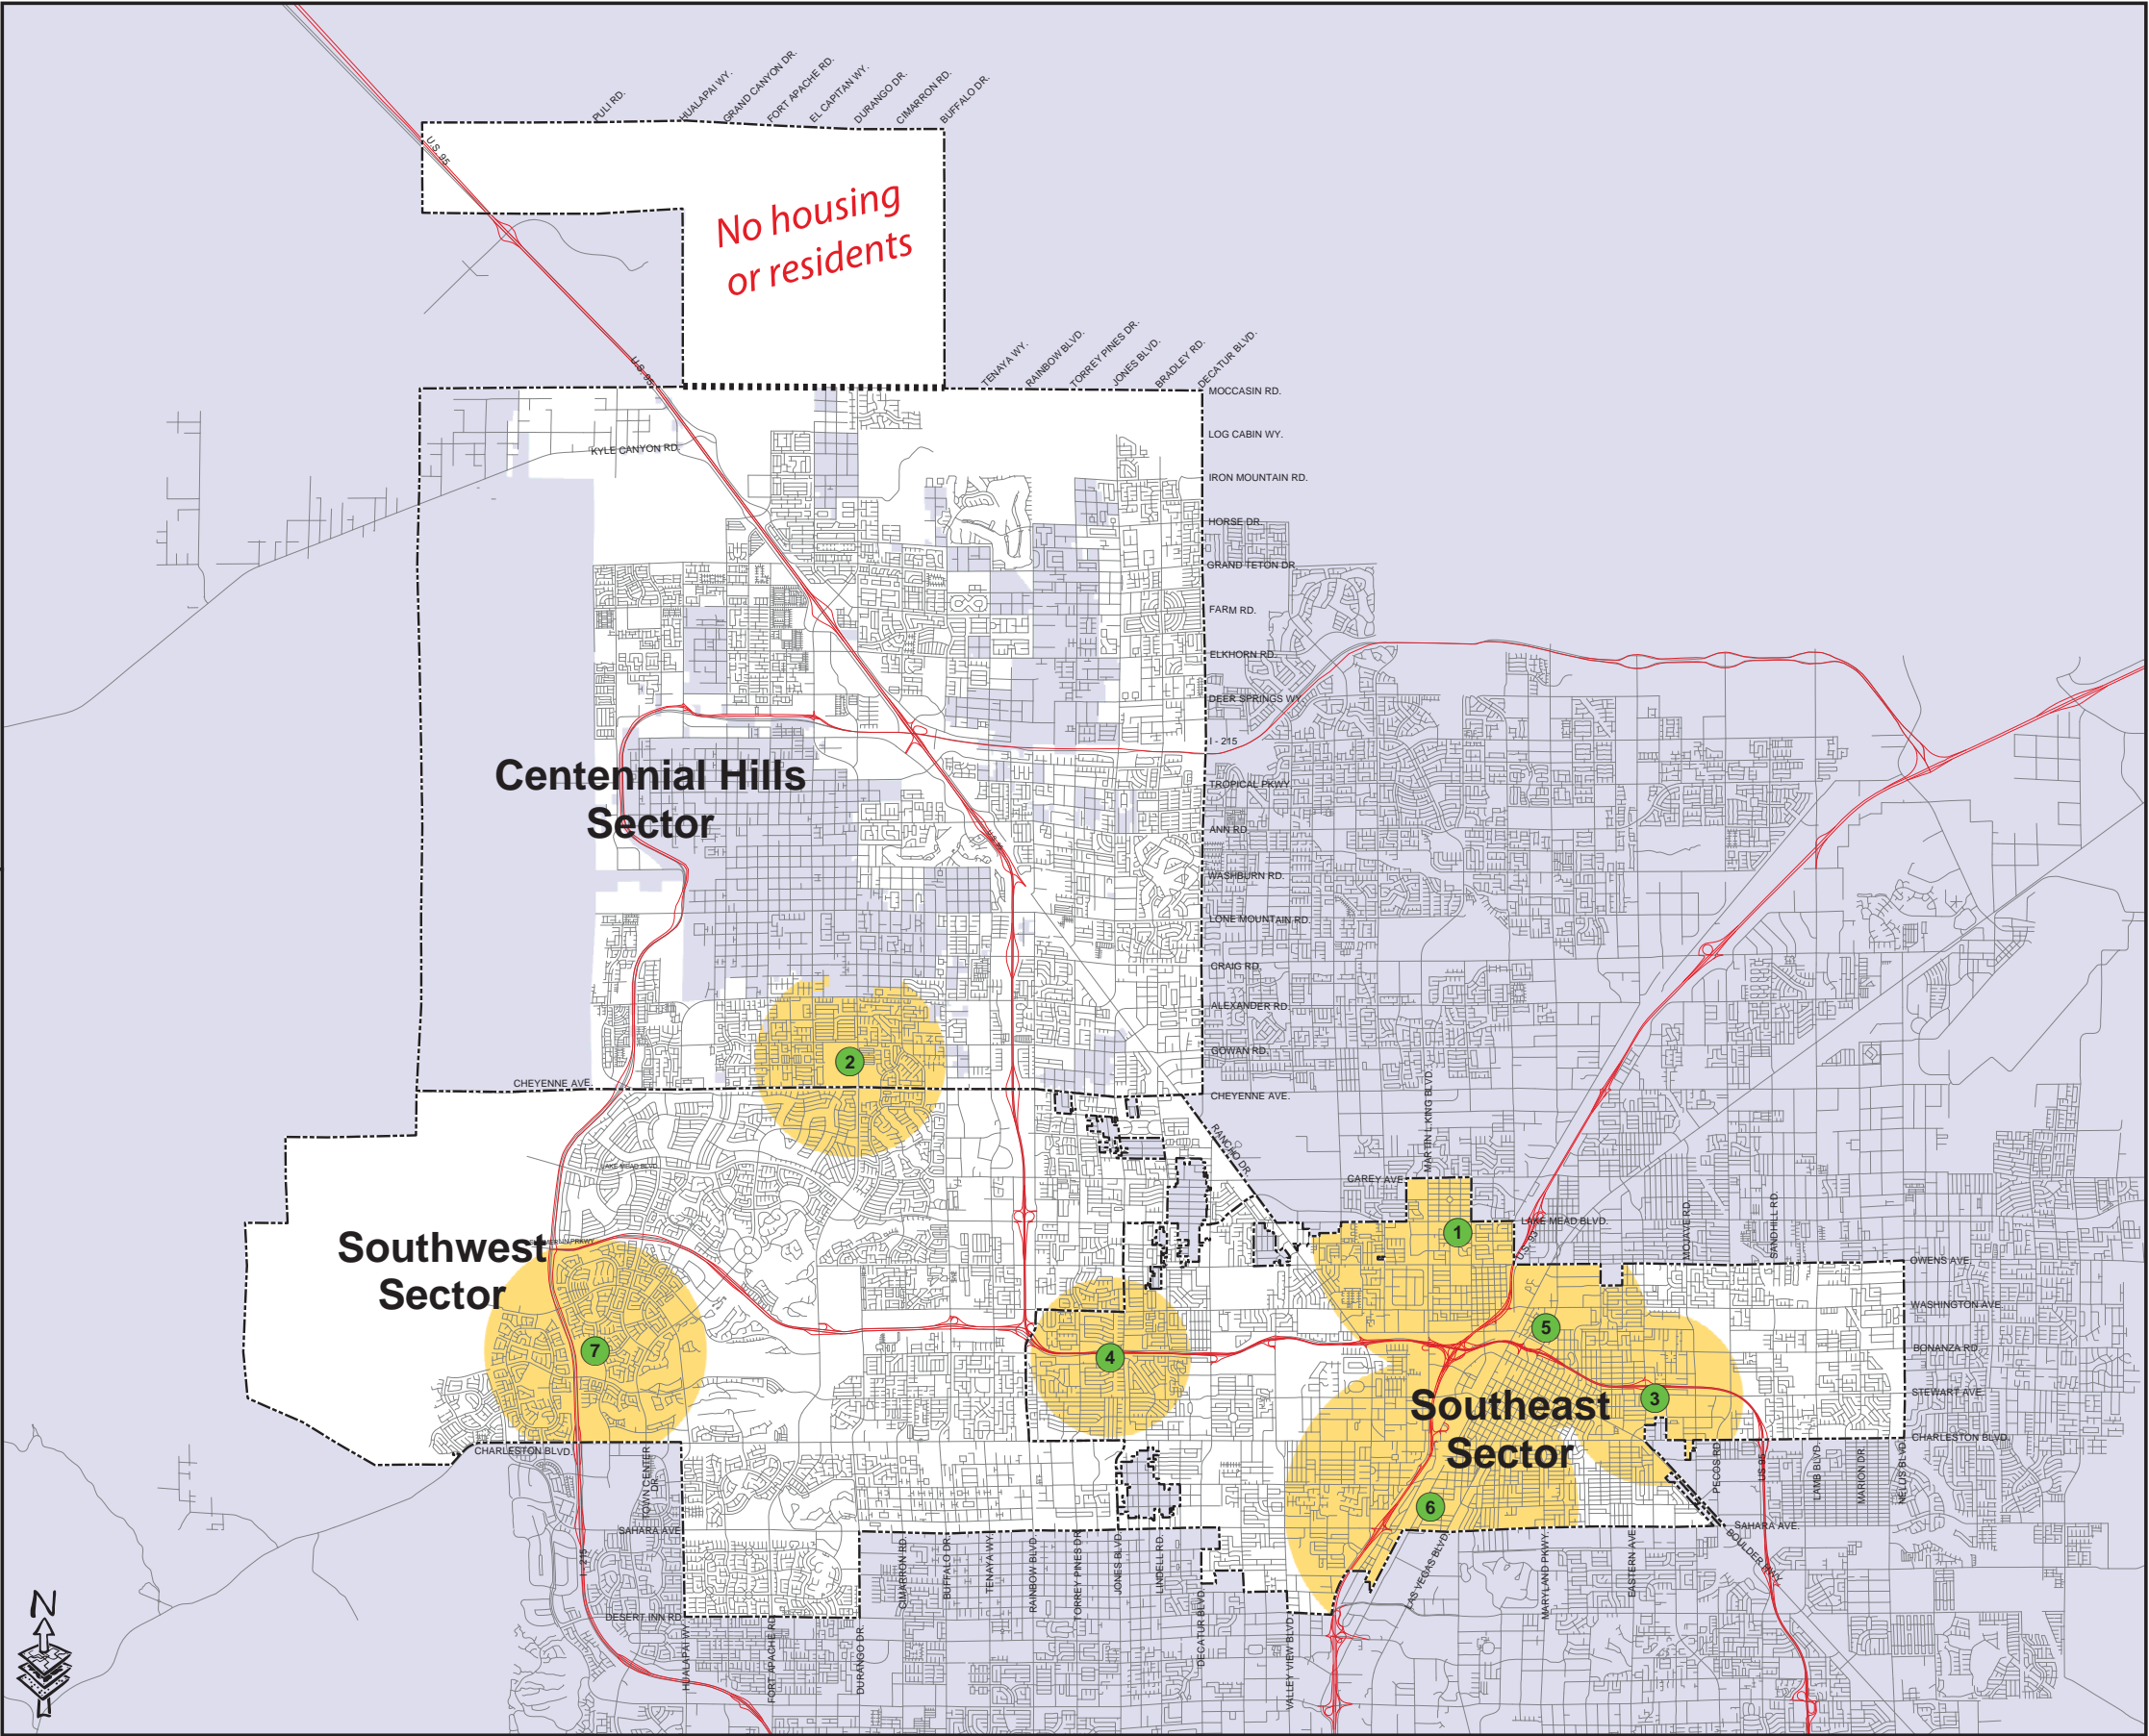 PULI RD.
HUALAPAI WY.
GRAND CANYON DR.
FORT APACHE RD.
EL CAPITAN WY.
DURANGO DR.
CIMARRON RD.
BUFFALO DR.
U.S. 95
No housing
or residents
U.S. 95
TENAYA WY.
RAINBOW BLVD.
TORREY PINES DR.
JONES BLVD.
BRADLEY RD.
DECATUR BLVD.
MOCCASIN RD.
LOG CABIN WY.
KYLE CANYON RD.
IRON MOUNTAIN RD.
HORSE DR.
GRAND TETON DR.
FARM RD.
ELKHORN RD.
DEER SPRINGS WY.
I - 215
Centennial Hills
Sector
TROPICAL PKWY.
U.S. 95
ANN RD.
WASHBURN RD.
LONE MOUNTAIN RD.
CRAIG RD.
ALEXANDER RD.
GOWAN RD.
2
CHEYENNE AVE.
CHEYENNE AVE.
MARTIN L KING BLVD.
RANCHO DR.
LAKE MEAD BLVD.
CAREY AVE.
LAKE MEAD BLVD.
1
U.S. 93
MOJAVE RD.
SANDHILL RD.
Southwest
Sector
OWENS AVE.
WASHINGTON AVE.
5
BONANZA RD.
7
4
STEWART AVE.
3
Southeast
Sector
CHARLESTON BLVD.
CHARLESTON BLVD.
TOWN CENTER
DR.
PECOS RD.
US 95
LAMB BLVD.
MARION DR.
NELLIS BLVD.
6
SAHARA AVE.
SAHARA AVE.
BOULDER HWY.
I - 215
CIMARRON RD.
BUFFALO DR.
TENAYA WY.
RAINBOW BLVD.
TORREY PINES DR.
JONES BLVD.
LINDELL RD.
DECATUR BLVD.
VALLEY VIEW BLVD.
LAS VEGAS BLVD.
MARYLAND PKWY.
EASTERN AVE.
DESERT INN RD.
HUALAPAI WY.
FORT APACHE RD.
DURANGO DR.
N